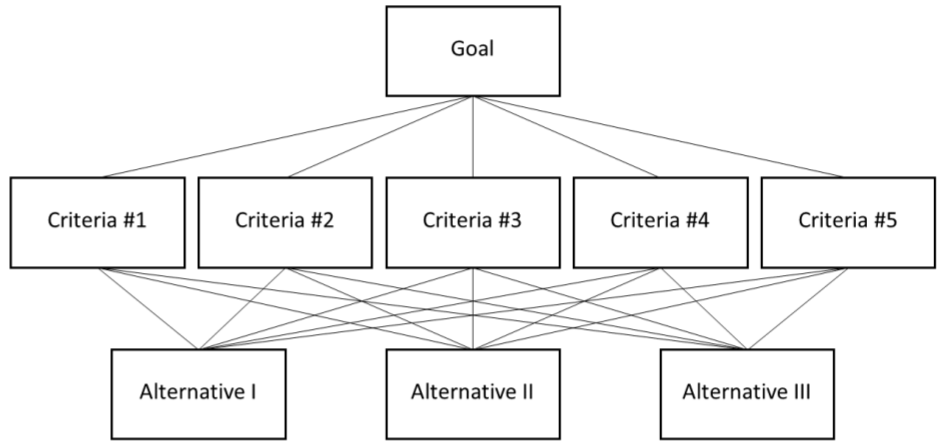 Goal
Criteria #1
Criteria #2
Criteria #3
Criteria #4
Criteria #5
Alternative I
Alternative II
Alternative III